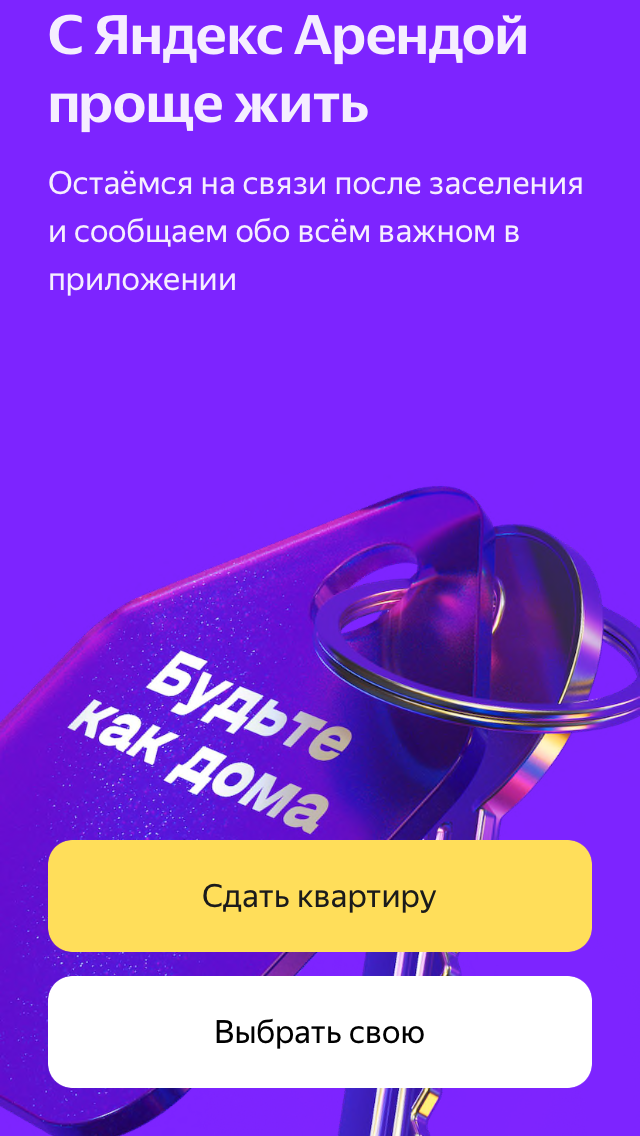 С Яндекс Арендой
проще жить
Остаёмся на связи после заселения
и сообщаем обо всём важном в
приложении
Будьте
как дома
Сдать квартиру
Выбрать свою